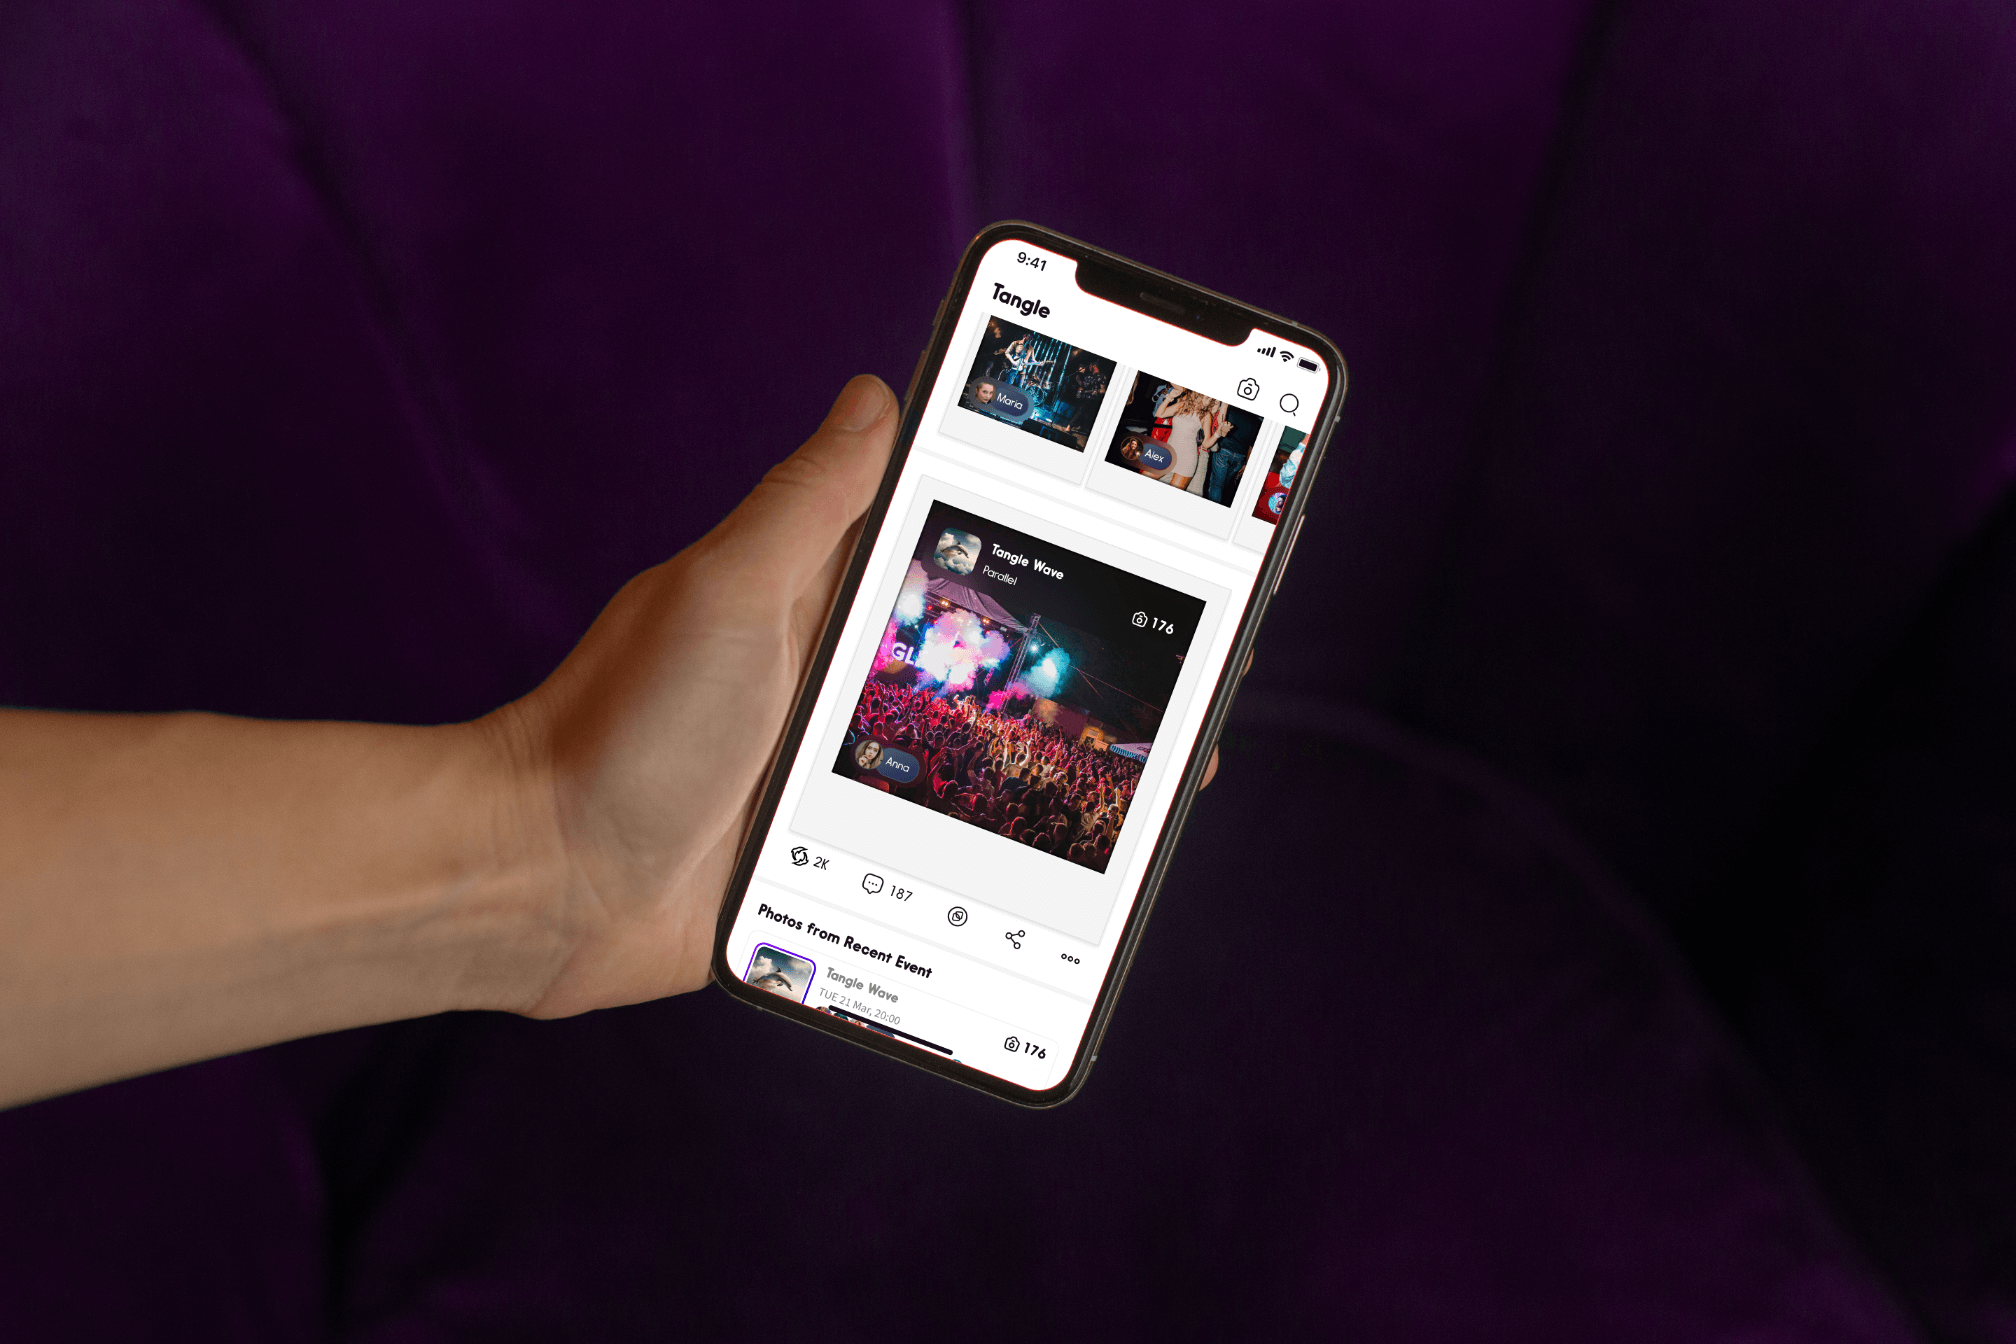 9:41
Tangle
Maria
Alex
Tangle Wave
Parallel
176
GL
Anna
2K
187
Photos from Recent Event
Tangle Wave
TUE 21 Mar, 20:00
176